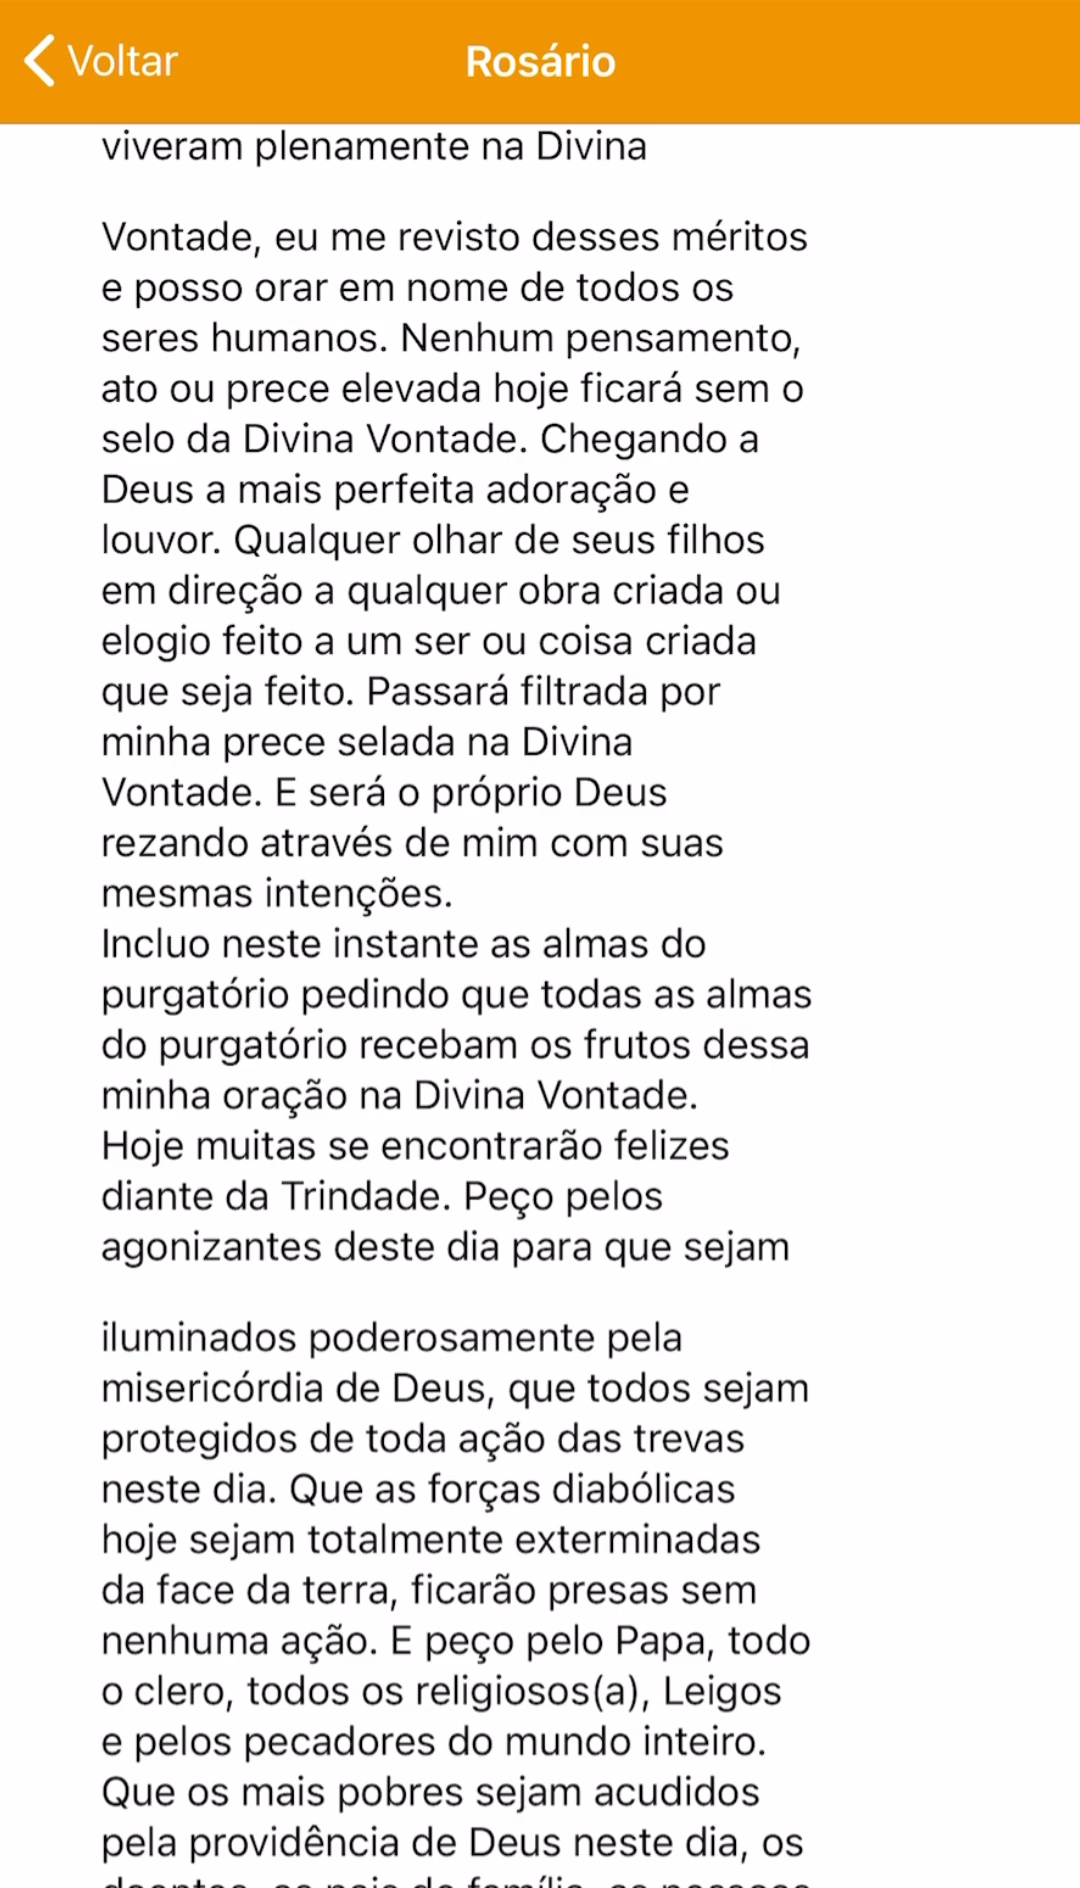 Voltar
Rosário
viveram plenamente na Divina
Vontade, eu me revisto desses méritos
e posso orar em nome de todos os
seres humanos. Nenhum pensamento,
ato ou prece elevada hoje ficará sem o
selo da Divina Vontade. Chegando a
Deus a mais perfeita adoração e
louvor. Qualquer olhar de seus filhos
em direção a qualquer obra criada ou
elogio feito a um ser ou coisa criada
que seja feito. Passará filtrada por
minha prece selada na Divina
Vontade. E será o próprio Deus
rezando através de mim com suas
mesmas intenções.
Incluo neste instante as almas do
purgatório pedindo que todas as almas
do purgatório recebam os frutos dessa
minha oração na Divina Vontade.
Hoje muitas se encontrarão felizes
diante da Trindade. Peço pelos
agonizantes deste dia para que sejam
iluminados poderosamente pela
misericórdia de Deus, que todos sejam
protegidos de toda ação das trevas
neste dia. Que as forças diabólicas
hoje sejam totalmente exterminadas
da face da terra, ficarão presas sem
nenhuma ação. E peço pelo Papa, todo
o clero, todos os religiosos(a), Leigos
e pelos pecadores do mundo inteiro.
Que os mais pobres sejam acudidos
pela providência de Deus neste dia, os